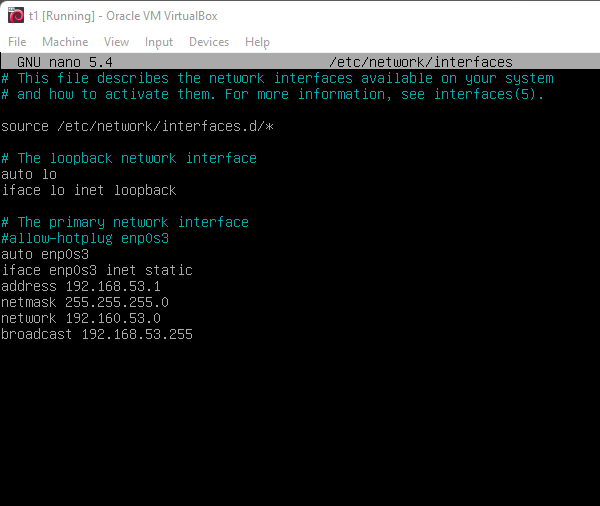 t1 [Running] - Oracle VM VirtualBox
File Machine View Input Devices Help
GNU nano 5.4 /etc/network/interfaces
# This file describes the network interfaces available on your system
# and how to activate them. For more information, see interfaces(5).
source /etc/network/interfaces.d/*
# The loopback network interface
auto lo
iface lo inet loopback
# The primary network interface
#allow-hotplug enp0s3
auto enp0s3
iface enp0s3 inet static
address 192.168.53.1
netmask 255.255.255.0
network 192.160.53.0
broadcast 192.168.53.255